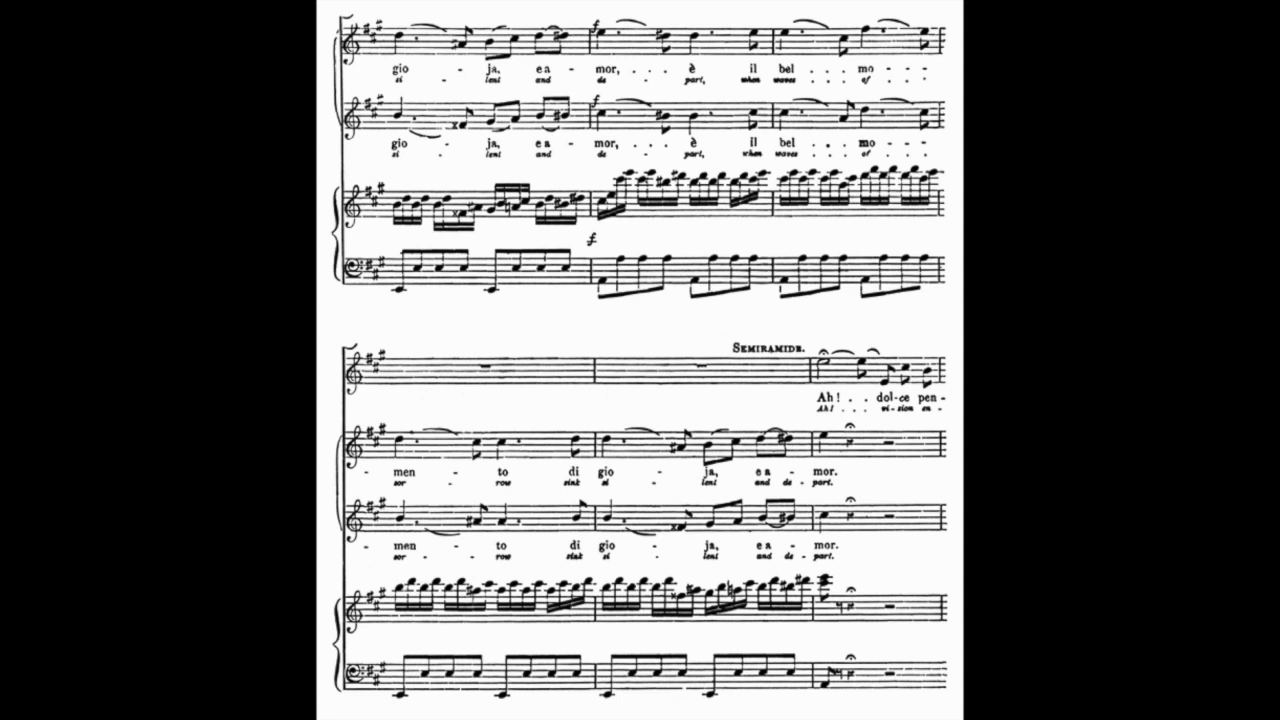 f
gio - ja, e a - mor, . . . è il bel . . . mo - - -
si - lent and de - part, when waves . . . of . . .
f
gio - ja, e a - mor, . . . è il bel . . . mo - - -
si - lent and de - part, when waves . . . of . . .
f
SEMIRAMIDE.
Ah! . . dol-ce pen-
Ah! . . . vi-sion en-
- men - to di gio - ja, e a - mor.
sor - row sink si - lent and de - part.
- men - to di gio - ja, e a - mor.
sor - row sink si - lent and de - part.